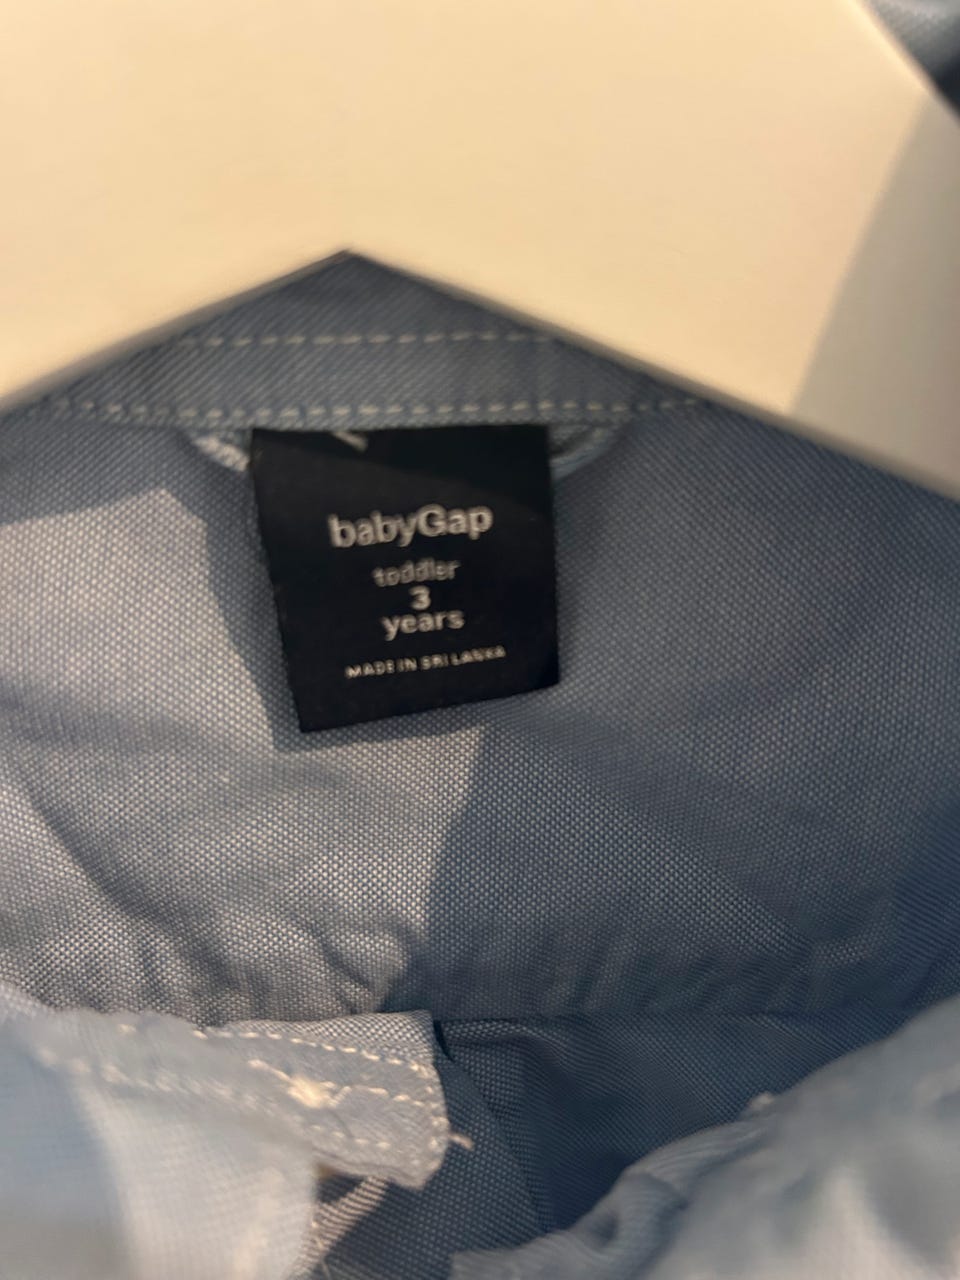 babyGap
toddler
3
years
MADE IN SRI LANKA